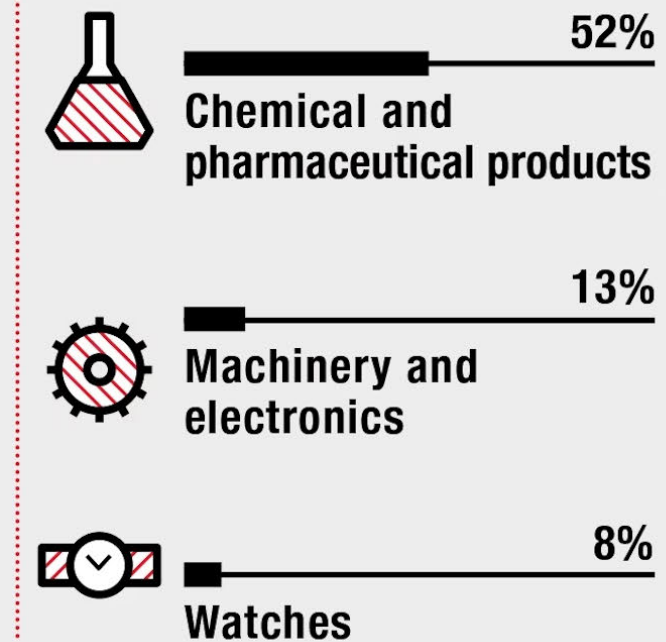 52%
Chemical and
pharmaceutical products
13%
Machinery and
electronics
8%
Watches